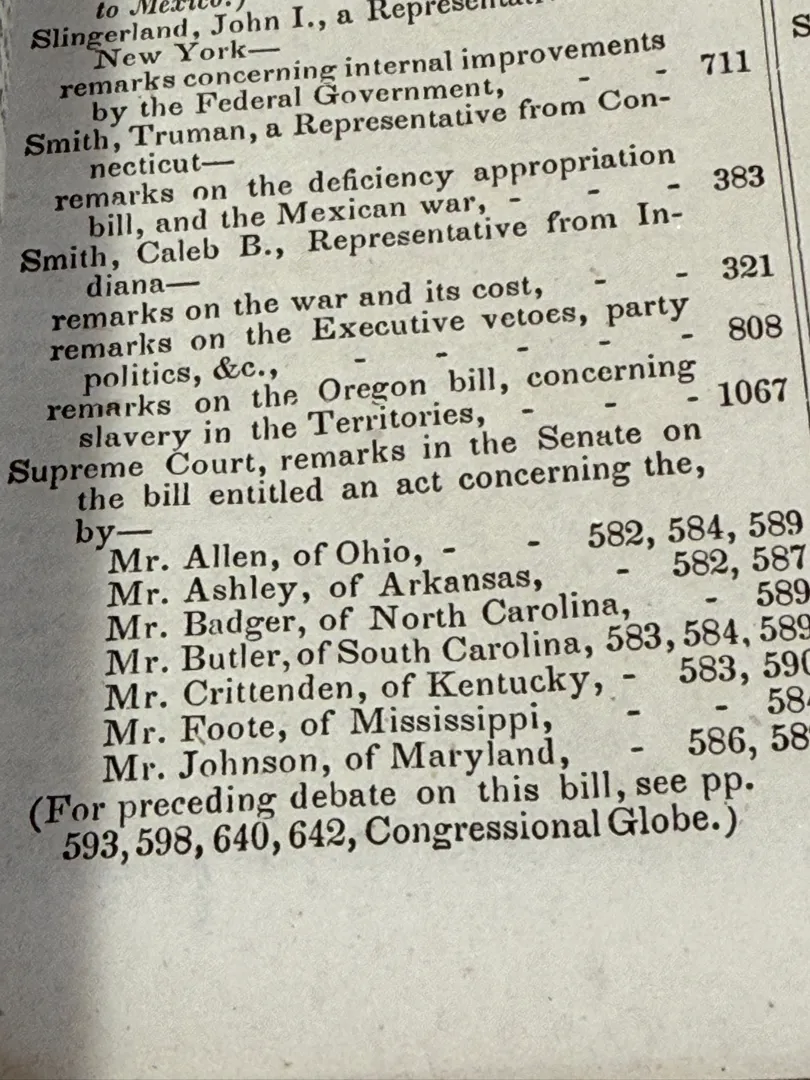 to Mexico.)
Slingerland, John I., a
New York—
remarks concerning internal improvements
by the Federal Government, - - 711
Smith, Truman, a Representative from Con-
necticut—
remarks on the deficiency appropriation
bill, and the Mexican war, - - - 383
Smith, Caleb B., Representative from In-
diana—
remarks on the war and its cost, - - 321
remarks on the Executive vetoes, party
politics, &c., - - - - - 808
remarks on the Oregon bill, concerning
slavery in the Territories, - - - 1067
Supreme Court, remarks in the Senate on
the bill entitled an act concerning the,
by—
Mr. Allen, of Ohio, - - 582, 584, 589
Mr. Ashley, of Arkansas, - 582, 587
Mr. Badger, of North Carolina, - 589
Mr. Butler, of South Carolina, 583, 584, 589
Mr. Crittenden, of Kentucky, - 583,
Mr. Foote, of Mississippi, - -
Mr. Johnson, of Maryland, - 586,
(For preceding debate on this bill, see pp.
593, 598, 640, 642, Congressional Globe.)
S